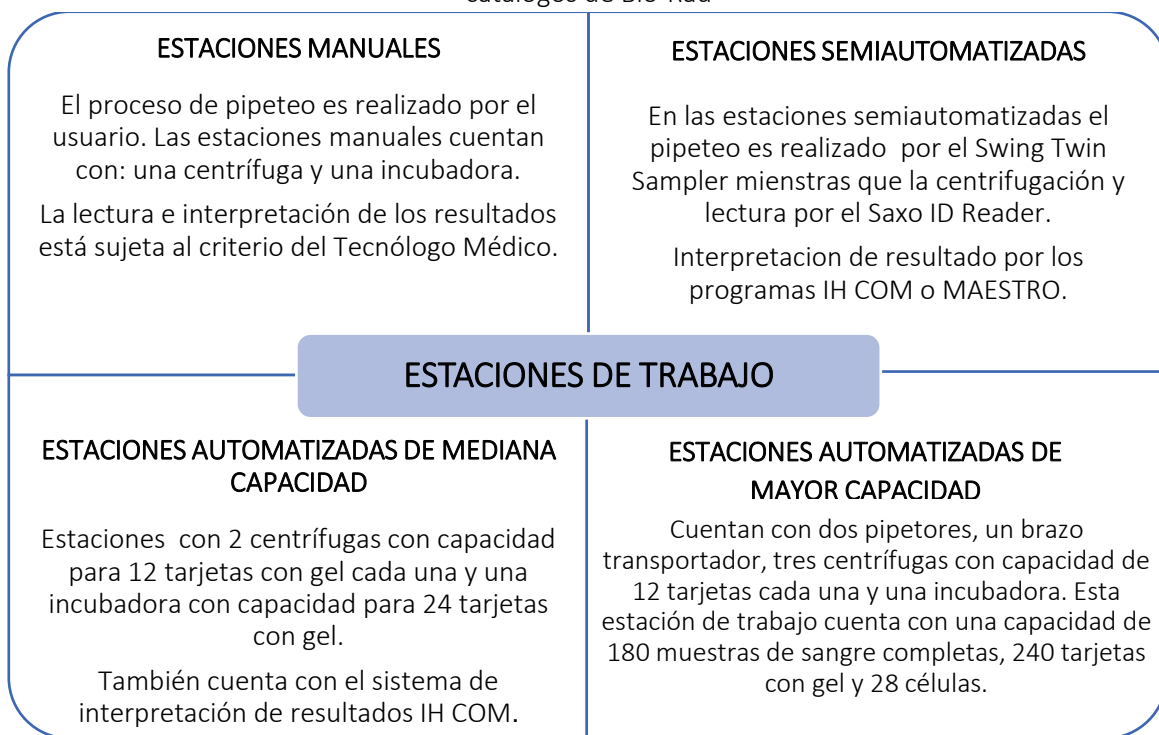 catálogos de Bio-Rad
ESTACIONES MANUALES
El proceso de pipeteo es realizado por el
usuario. Las estaciones manuales cuentan
con: una centrífuga y una incubadora.
La lectura e interpretación de los resultados
está sujeta al criterio del Tecnólogo Médico.
ESTACIONES SEMIAUTOMATIZADAS
En las estaciones semiautomatizadas el
pipeteo es realizado por el Swing Twin
Sampler mienstras que la centrifugación y
lectura por el Saxo ID Reader.
Interpretacion de resultado por los
programas IH COM o MAESTRO.
ESTACIONES DE TRABAJO
ESTACIONES AUTOMATIZADAS DE MEDIANA
CAPACIDAD
Estaciones con 2 centrífugas con capacidad
para 12 tarjetas con gel cada una y una
incubadora con capacidad para 24 tarjetas
con gel.
También cuenta con el sistema de
interpretación de resultados IH COM.
ESTACIONES AUTOMATIZADAS DE
MAYOR CAPACIDAD
Cuentan con dos pipetores, un brazo
transportador, tres centrífugas con capacidad de
12 tarjetas cada una y una incubadora. Esta
estación de trabajo cuenta con una capacidad de
180 muestras de sangre completas, 240 tarjetas
con gel y 28 células.